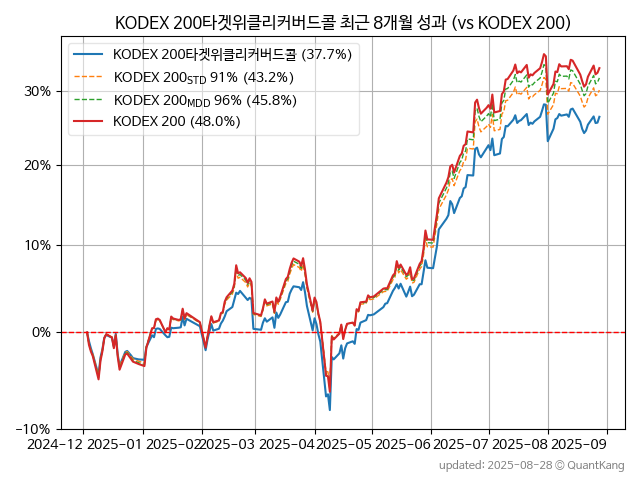 KODEX 200타겟위클리커버드콜 최근 8개월 성과 (vs KODEX 200)
KODEX 200타겟위클리커버드콜 (37.7%)
KODEX 200STD 91% (43.2%)
KODEX 200MDD 96% (45.8%)
KODEX 200 (48.0%)
30%
20%
10%
0%
−10%
2024-12 2025-01 2025-02 2025-03 2025-04 2025-05 2025-06 2025-07 2025-08 2025-09
updated: 2025-08-28 © QuantKang